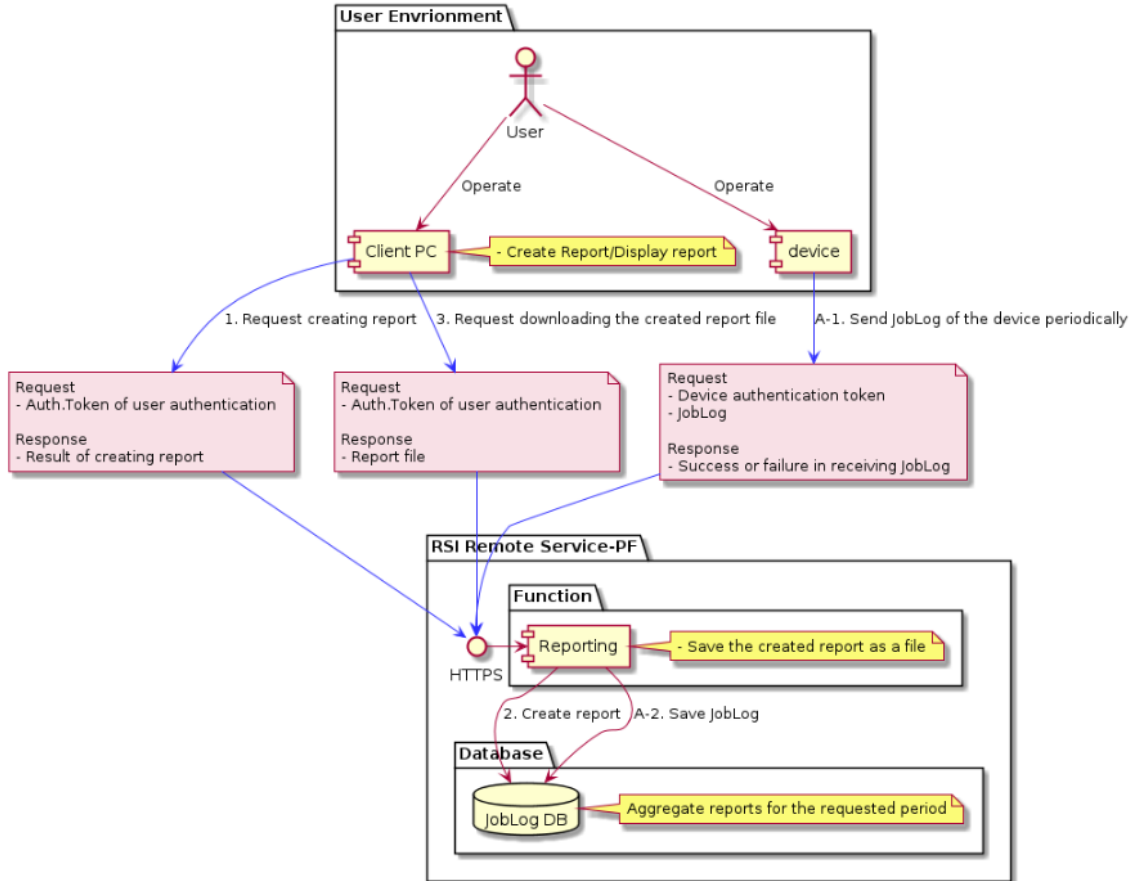 User Envrionment
User
Operate
Operate
Client PC
- Create Report/Display report
device
1. Request creating report
3. Request downloading the created report file
A-1. Send JobLog of the device periodically
Request
- Auth.Token of user authentication
Response
- Result of creating report
Request
- Auth.Token of user authentication
Response
- Report file
Request
- Device authentication token
- JobLog
Response
- Success or failure in receiving JobLog
RSI Remote Service-PF
Function
Reporting
- Save the created report as a file
HTTPS
2. Create report
A-2. Save JobLog
Database
JobLog DB
Aggregate reports for the requested period